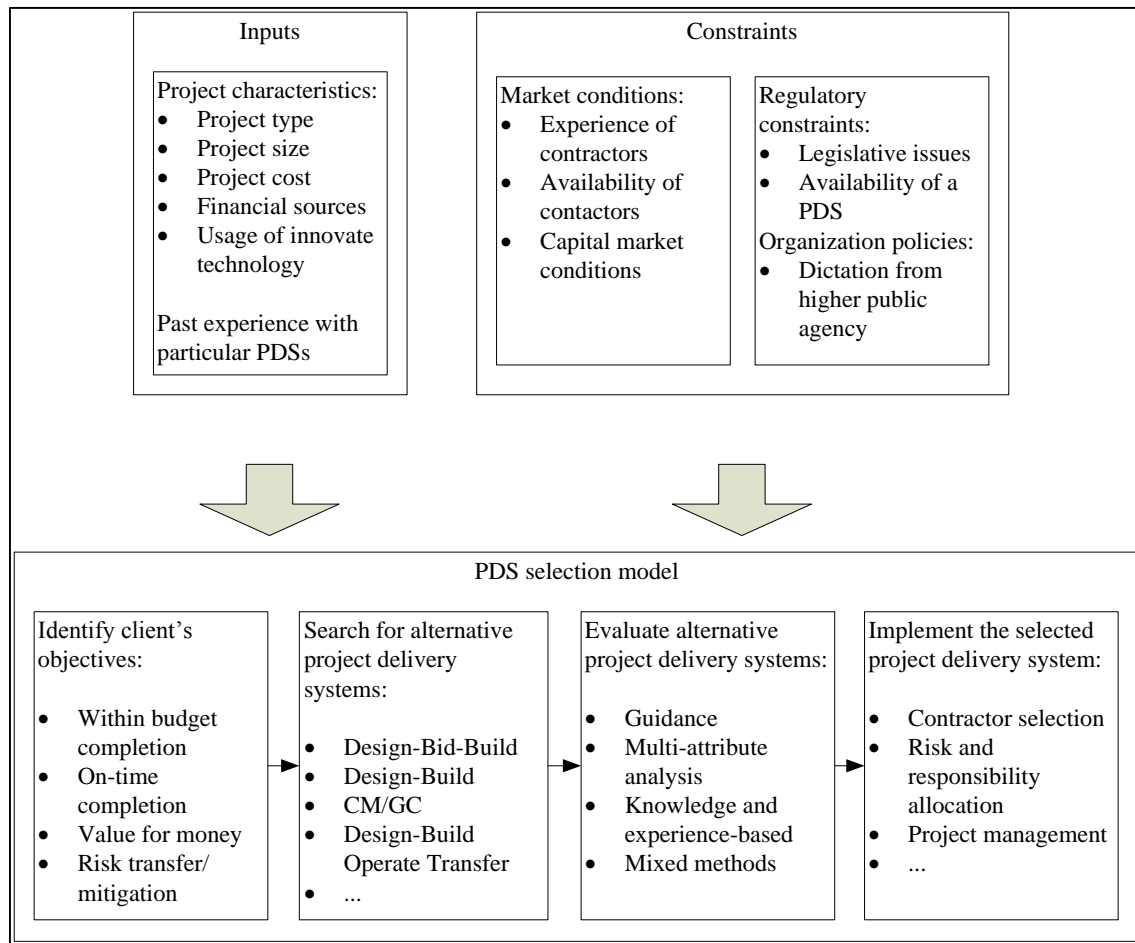 Inputs
Project characteristics:
• Project type
• Project size
• Project cost
• Financial sources
• Usage of innovate
technology
Past experience with
particular PDSs
Constraints
Market conditions:
• Experience of
contractors
• Availability of
contactors
• Capital market
conditions
Regulatory
constraints:
• Legislative issues
• Availability of a
PDS
Organization policies:
• Dictation from
higher public
agency
PDS selection model
Identify client’s
objectives:
• Within budget
completion
• On-time
completion
• Value for money
• Risk transfer/
mitigation
Search for alternative
project delivery
systems:
• Design-Bid-Build
• Design-Build
• CM/GC
• Design-Build
Operate Transfer
• ...
Evaluate alternative
project delivery systems:
• Guidance
• Multi-attribute
analysis
• Knowledge and
experience-based
• Mixed methods
Implement the selected
project delivery system:
• Contractor selection
• Risk and
responsibility
allocation
• Project management
• ...